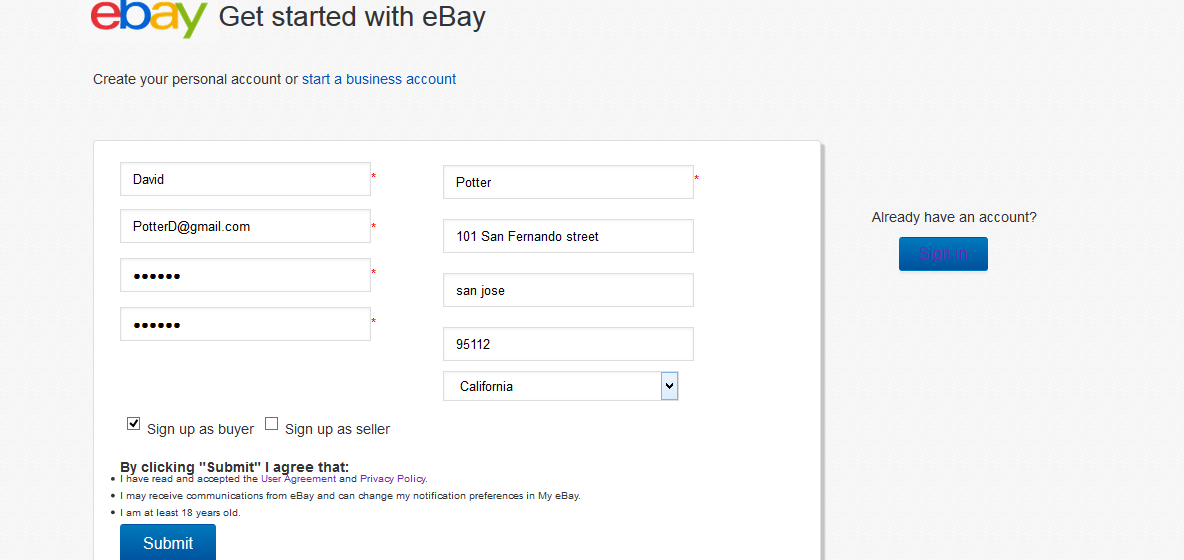 ebay Get started with eBay
Create your personal account or start a business account
David *
Potter *
PotterD@gmail.com *
101 San Fernando street
•••••• *
san jose
•••••• *
95112
California
Already have an account?
Sign in
Sign up as buyer Sign up as seller
By clicking "Submit" I agree that:
• I have read and accepted the User Agreement and Privacy Policy.
• I may receive communications from eBay and can change my notification preferences in My eBay.
• I am at least 18 years old.
Submit